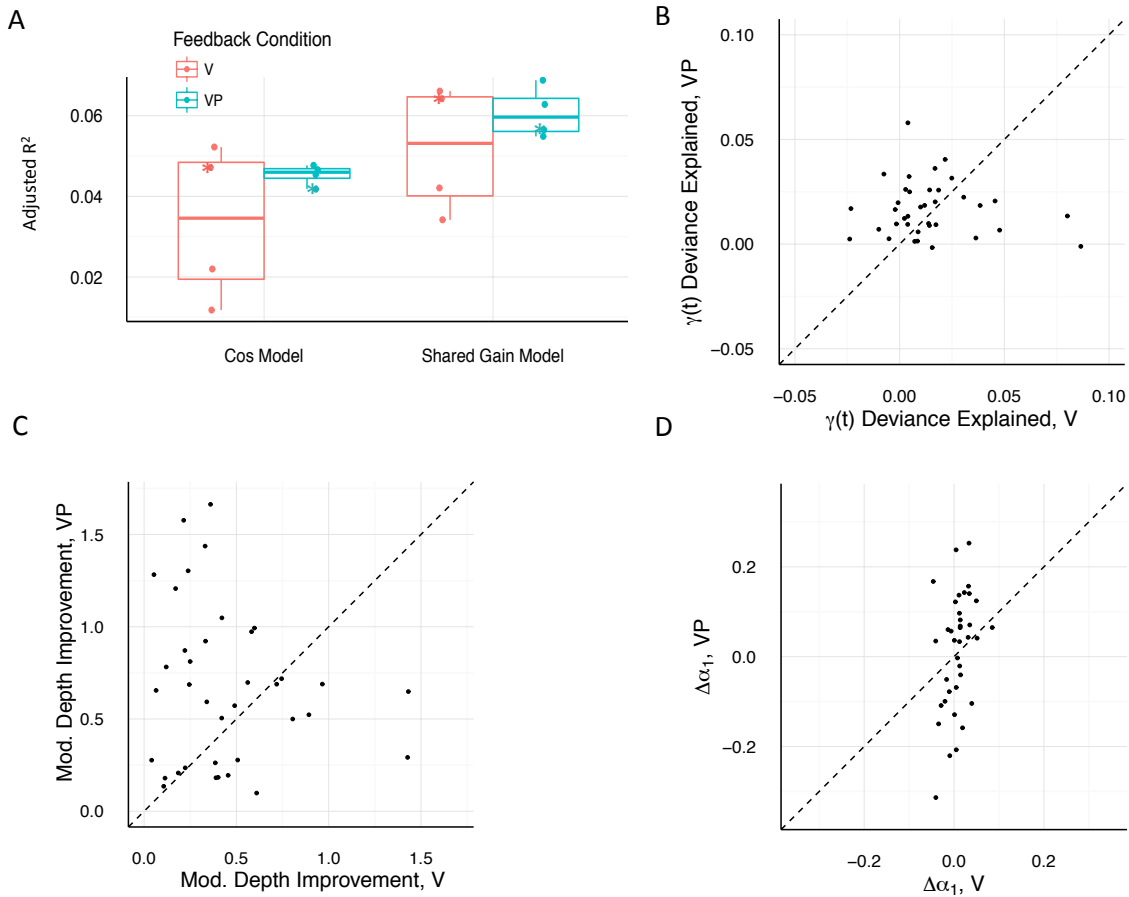 A
Feedback Condition
V
VP
Adjusted R²
0.06
0.04
0.02
Cos Model
Shared Gain Model
B
γ(t) Deviance Explained, VP
0.10
0.05
0.00
−0.05
−0.05
0.00
0.05
0.10
γ(t) Deviance Explained, V
C
Mod. Depth Improvement, VP
1.5
1.0
0.5
0.0
0.0
0.5
1.0
1.5
Mod. Depth Improvement, V
D
Δα₁, VP
0.2
0.0
−0.2
−0.2
0.0
0.2
Δα₁, V